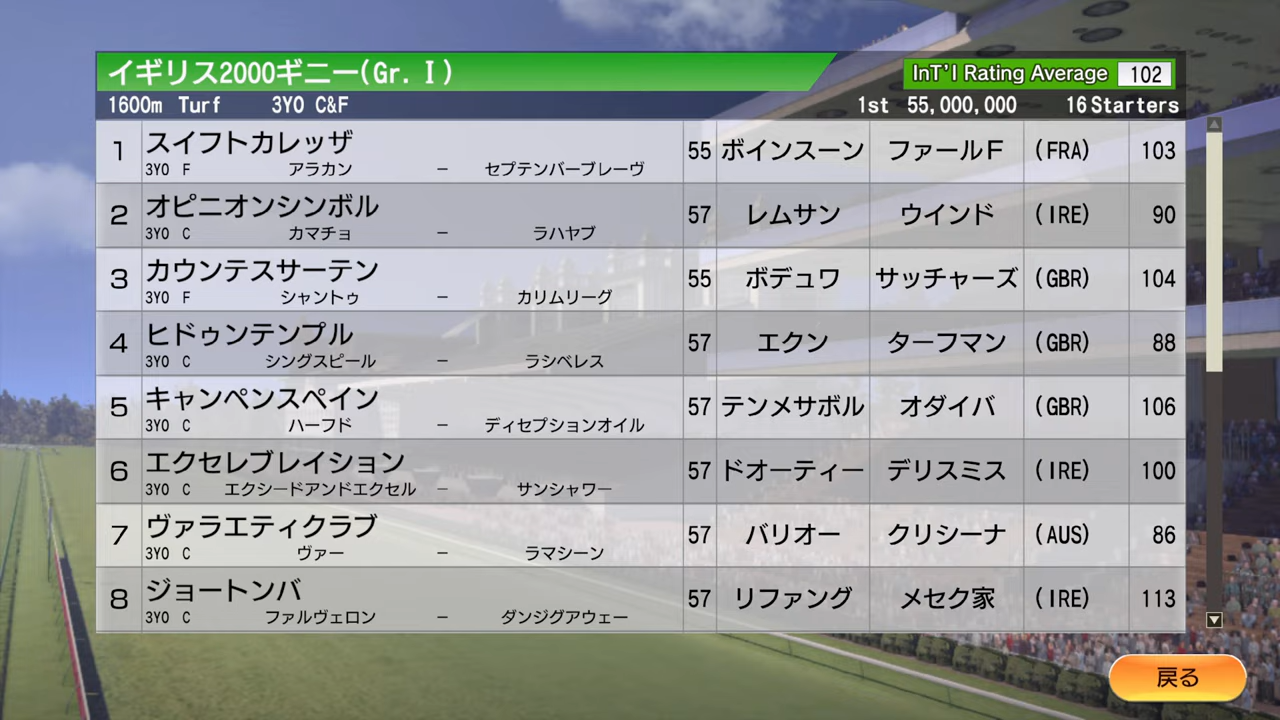 イギリス2000ギニー(Gr.Ⅰ)
InT'l Rating Average 102
1600m Turf 3YO C&F 1st 55,000,000 16Starters
1 スイフトカレッザ 55 ボインスーン ファールF (FRA) 103
3YO F アラカン － セプテンバーブレーヴ
2 オピニオンシンボル 57 レムサン ウインド (IRE) 90
3YO C カマチョ － ラハヤブ
3 カウンテスサーテン 55 ボデュワ サッチャーズ (GBR) 104
3YO F シャントゥ － カリムリーグ
4 ヒドゥンテンプル 57 エクン ターフマン (GBR) 88
3YO C シングスピール － ラシベレス
5 キャンペンスペイン 57 テンメサボル オダイバ (GBR) 106
3YO C ハーフド － ディセプションオイル
6 エクセレブレイション 57 ドオーティー デリスミス (IRE) 100
3YO C エクシードアンドエクセル － サンシャワー
7 ヴァラエティクラブ 57 バリオー クリシーナ (AUS) 86
3YO C ヴァー － ラマシーン
8 ジョートンバ 57 リファング メセク家 (IRE) 113
3YO C ファルヴェロン － ダンジグアウェー
戻る